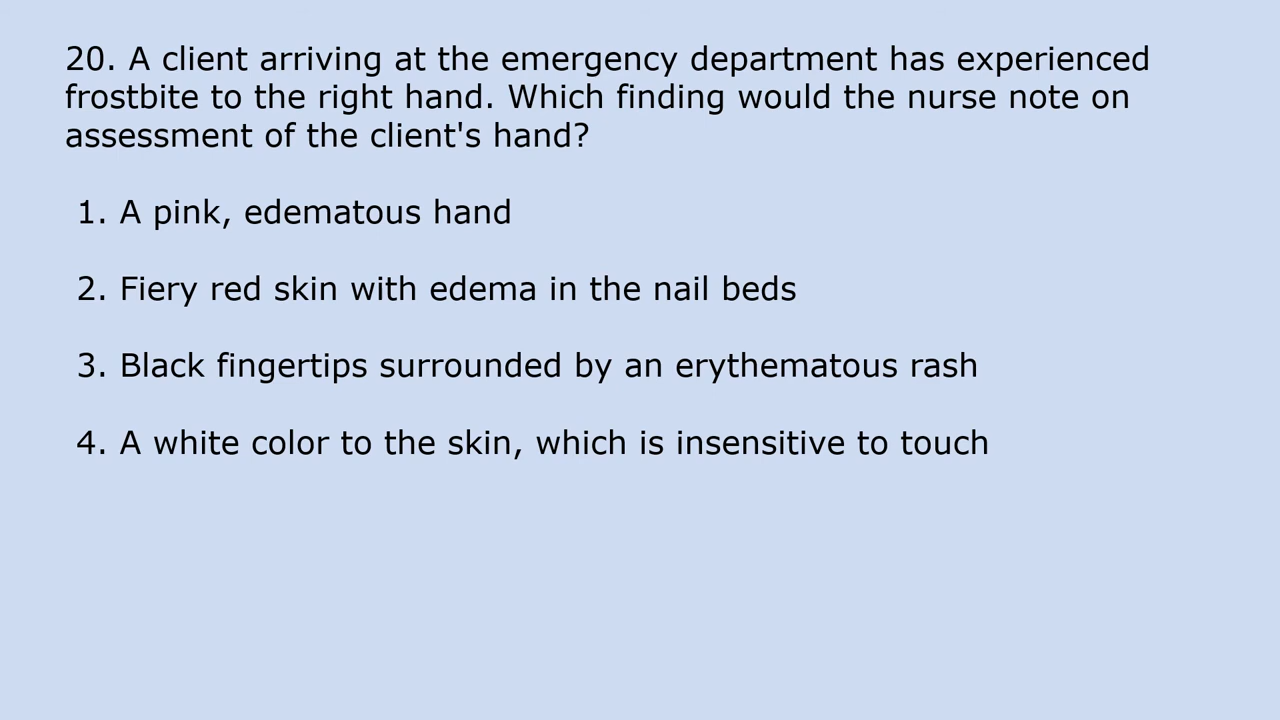 20. A client arriving at the emergency department has experienced
frostbite to the right hand. Which finding would the nurse note on
assessment of the client's hand?
1. A pink, edematous hand
2. Fiery red skin with edema in the nail beds
3. Black fingertips surrounded by an erythematous rash
4. A white color to the skin, which is insensitive to touch